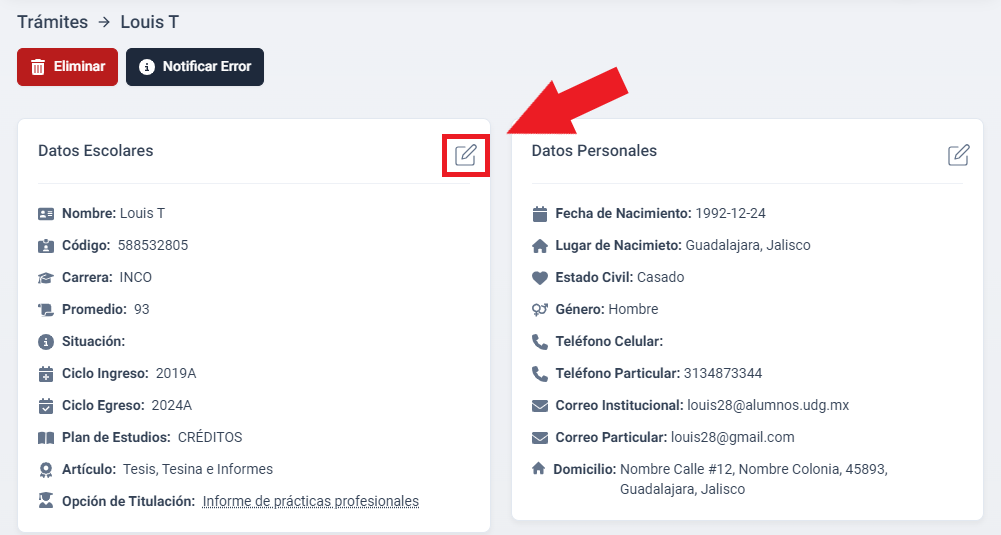 Trámites → Louis T
Eliminar
Notificar Error
Datos Escolares
Nombre: Louis T
Código: 588532805
Carrera: INCO
Promedio: 93
Situación:
Ciclo Ingreso: 2019A
Ciclo Egreso: 2024A
Plan de Estudios: CRÉDITOS
Artículo: Tesis, Tesina e Informes
Opción de Titulación: Informe de prácticas profesionales
Datos Personales
Fecha de Nacimiento: 1992-12-24
Lugar de Nacimieto: Guadalajara, Jalisco
Estado Civil: Casado
Género: Hombre
Teléfono Celular:
Teléfono Particular: 3134873344
Correo Institucional: louis28@alumnos.udg.mx
Correo Particular: louis28@gmail.com
Domicilio: Nombre Calle #12, Nombre Colonia, 45893,
Guadalajara, Jalisco